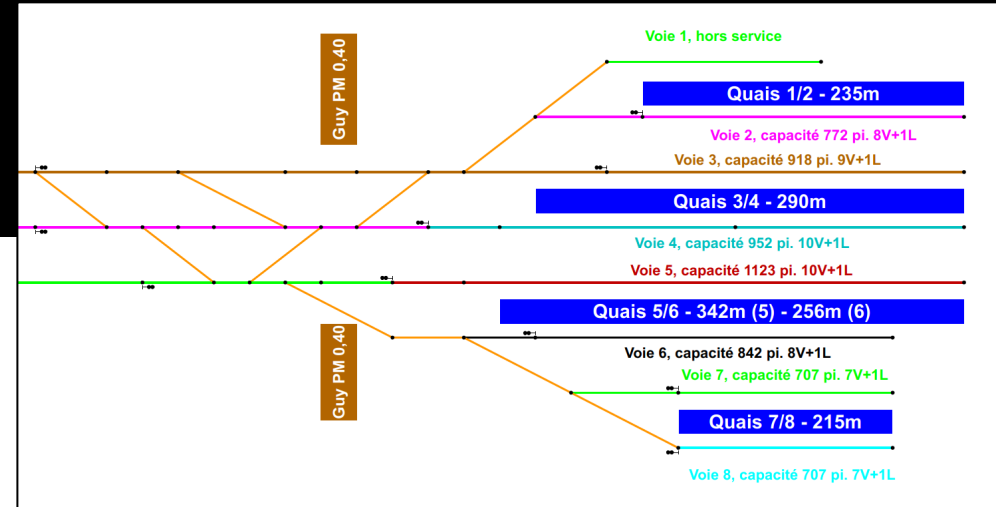 Voie 1, hors service
Guy PM 0,40
Quais 1/2 - 235m
Voie 2, capacité 772 pi. 8V+1L
Voie 3, capacité 918 pi. 9V+1L
Quais 3/4 - 290m
Voie 4, capacité 952 pi. 10V+1L
Voie 5, capacité 1123 pi. 10V+1L
Quais 5/6 - 342m (5) - 256m (6)
Guy PM 0,40
Voie 6, capacité 842 pi. 8V+1L
Voie 7, capacité 707 pi. 7V+1L
Quais 7/8 - 215m
Voie 8, capacité 707 pi. 7V+1L